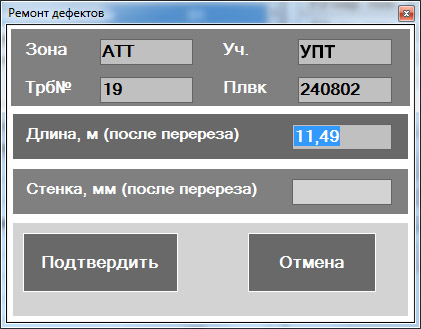 Ремонт дефектов
Зона АТТ Уч. УПТ
Трб№ 19 Плвк 240802
Длина, м (после перереза) 11,49
Стенка, мм (после перереза)
Подтвердить Отмена